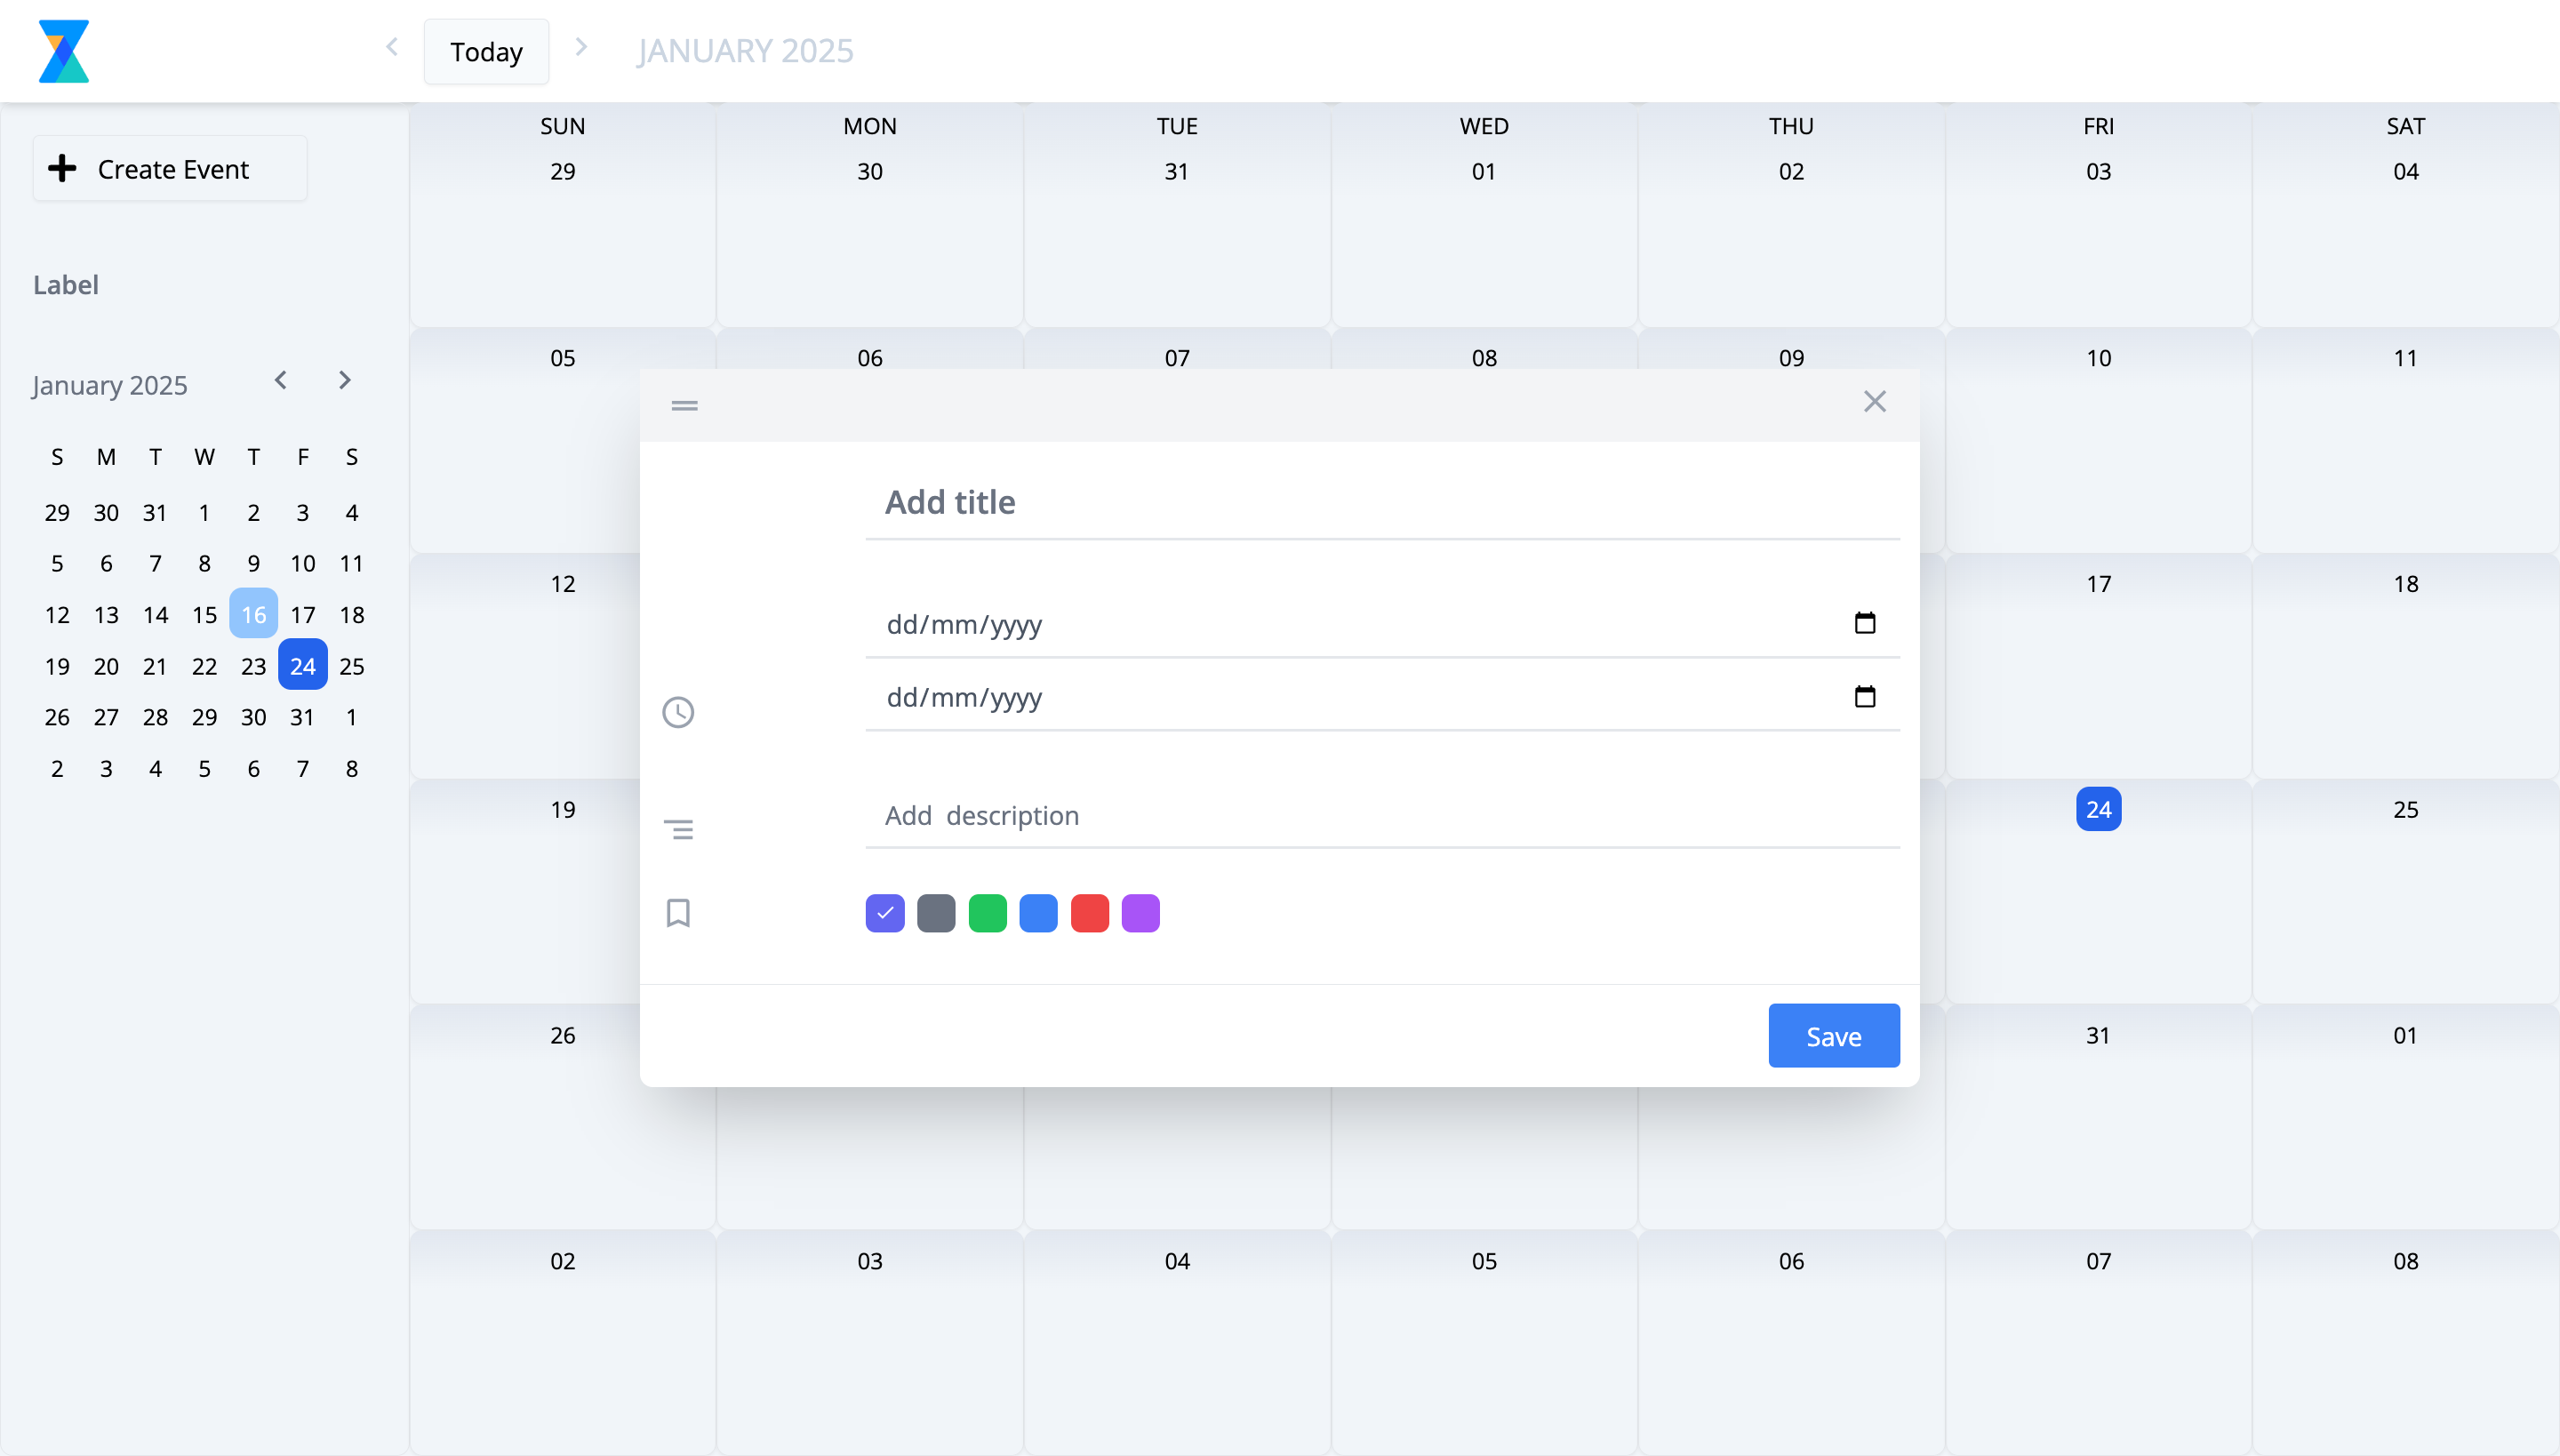 Today JANUARY 2025
Create Event
Label
January 2025
S M T W T F S
29 30 31 1 2 3 4
5 6 7 8 9 10 11
12 13 14 15 16 17 18
19 20 21 22 23 24 25
26 27 28 29 30 31 1
2 3 4 5 6 7 8
SUN MON TUE WED THU FRI SAT
29 30 31 01 02 03 04
05 06 07 08 09 10 11
12 17 18
19 24 25
26 31 01
02 03 04 05 06 07 08
Add title
dd/mm/yyyy
dd/mm/yyyy
Add description
Save